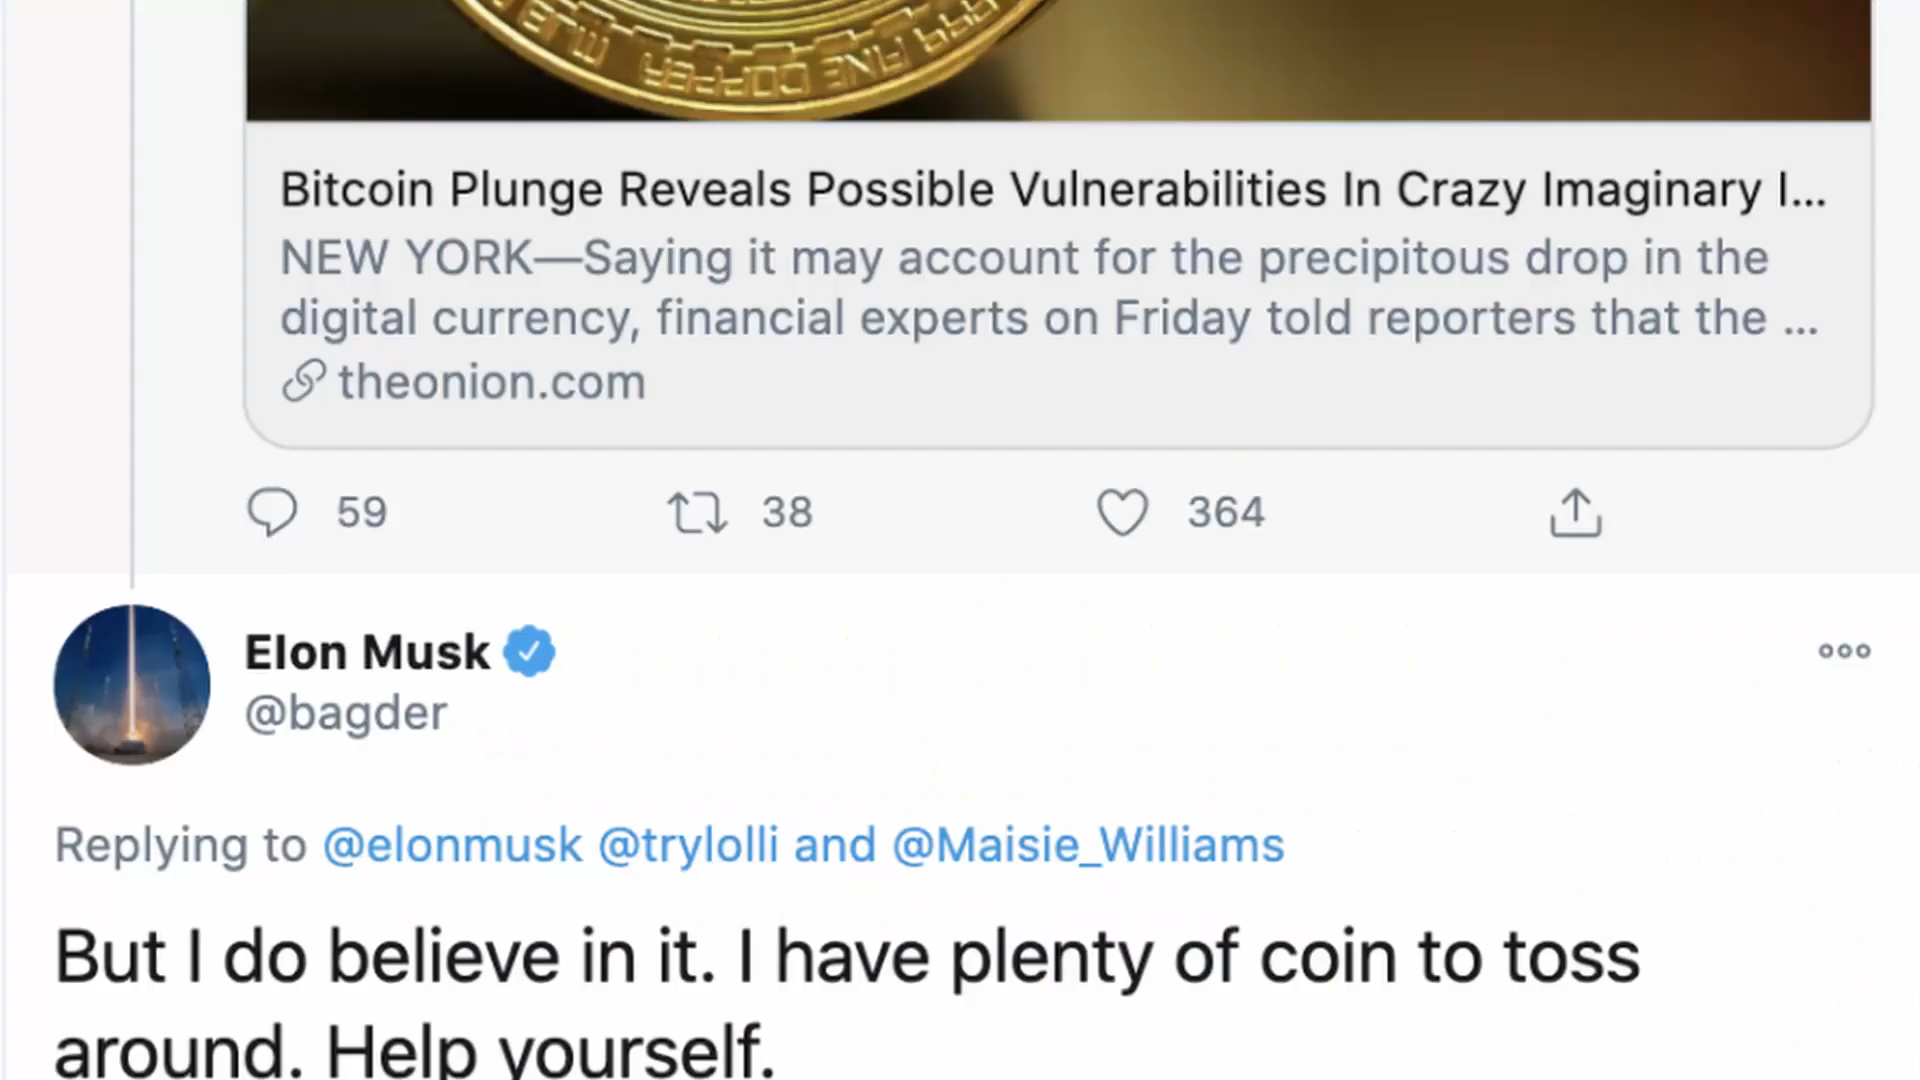 FINE COPPER
Bitcoin Plunge Reveals Possible Vulnerabilities In Crazy Imaginary I...
NEW YORK—Saying it may account for the precipitous drop in the
digital currency, financial experts on Friday told reporters that the ...
theonion.com
59 38 364
Elon Musk
@bagder
Replying to @elonmusk @trylolli and @Maisie_Williams
But I do believe in it. I have plenty of coin to toss
around. Help yourself.